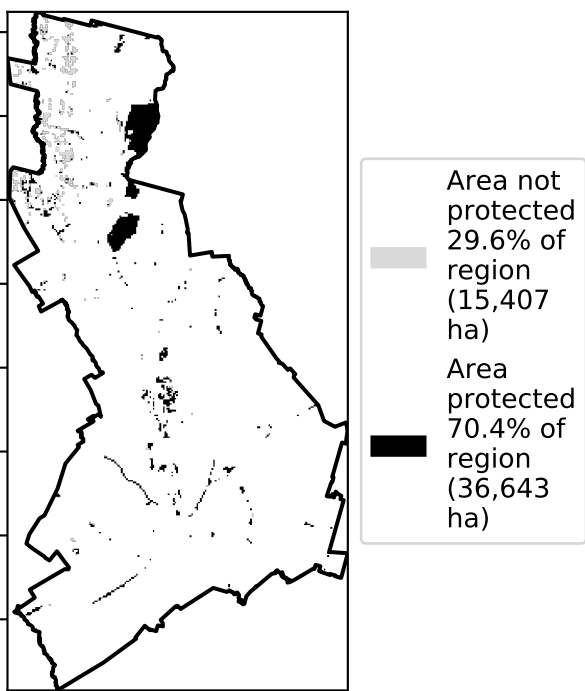 Area not
protected
29.6% of
region
(15,407
ha)
Area
protected
70.4% of
region
(36,643
ha)